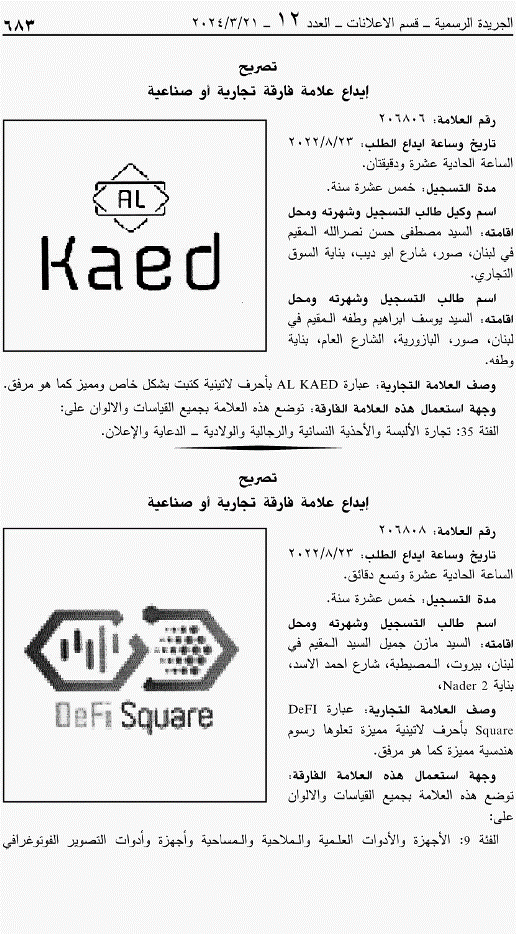 الجريدة الرسمية ــ قسم الاعلانات ــ العدد ١٢ ــ ٢٠٢٤/٣/٢١
٦٨٣
تصريح
إيداع علامة فارقة تجارية أو صناعية
رقم العلامة: ٢٠٦٨٠٦
تاريخ وساعة ايداع الطلب: ٢٠٢٢/٨/٢٣
الساعة الحادية عشرة ودقيقتان.
مدة التسجيل: خمس عشرة سنة.
اسم وكيل طالب التسجيل وشهرته ومحل
اقامته: السيد مصطفى حسن نصرالله المقيم
في لبنان، صور، شارع ابو ديب، بناية السوق
التجاري.
اسم طالب التسجيل وشهرته ومحل
اقامته: السيد يوسف ابراهيم وطفه المقيم في
لبنان، صور، البازورية، الشارع العام، بناية
وطفه.
AL
Kaed
وصف العلامة التجارية: عبارة AL KAED بأحرف لاتينية كتبت بشكل خاص ومميز كما هو مرفق.
وجهة استعمال هذه العلامة الفارقة: توضع هذه العلامة بجميع القياسات والالوان على:
الفئة 35: تجارة الألبسة والأحذية النسائية والرجالية والولادية ــ الدعاية والإعلان.
تصريح
إيداع علامة فارقة تجارية أو صناعية
رقم العلامة: ٢٠٦٨٠٨
تاريخ وساعة ايداع الطلب: ٢٠٢٢/٨/٢٣
الساعة الحادية عشرة وتسع دقائق.
مدة التسجيل: خمس عشرة سنة.
اسم طالب التسجيل وشهرته ومحل
اقامته: السيد مازن جميل السيد المقيم في
لبنان، بيروت، المصيطبة، شارع احمد الاسد،
بناية Nader 2،
وصف العلامة التجارية: عبارة DeFI
Square بأحرف لاتينية مميزة تعلوها رسوم
هندسية مميزة كما هو مرفق.
وجهة استعمال هذه العلامة الفارقة:
توضع هذه العلامة بجميع القياسات والالوان
على:
DeFi Square
الفئة 9: الأجهزة والأدوات العلمية والملاحية والمساحية وأجهزة وأدوات التصوير الفوتوغرافي